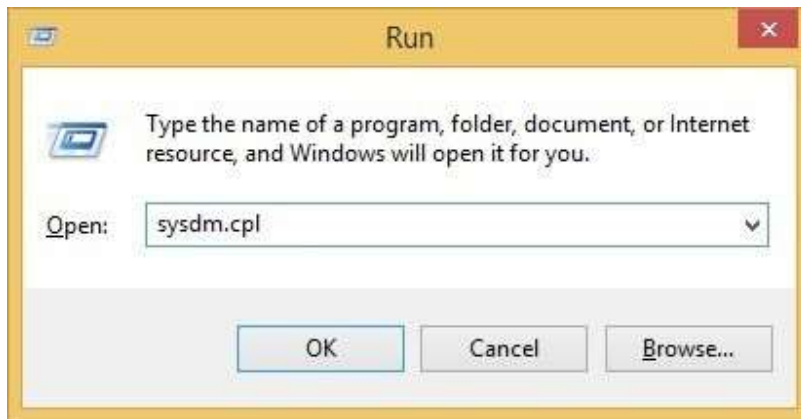 Run
Type the name of a program, folder, document, or Internet
resource, and Windows will open it for you.
Open: sysdm.cpl
OK Cancel Browse...